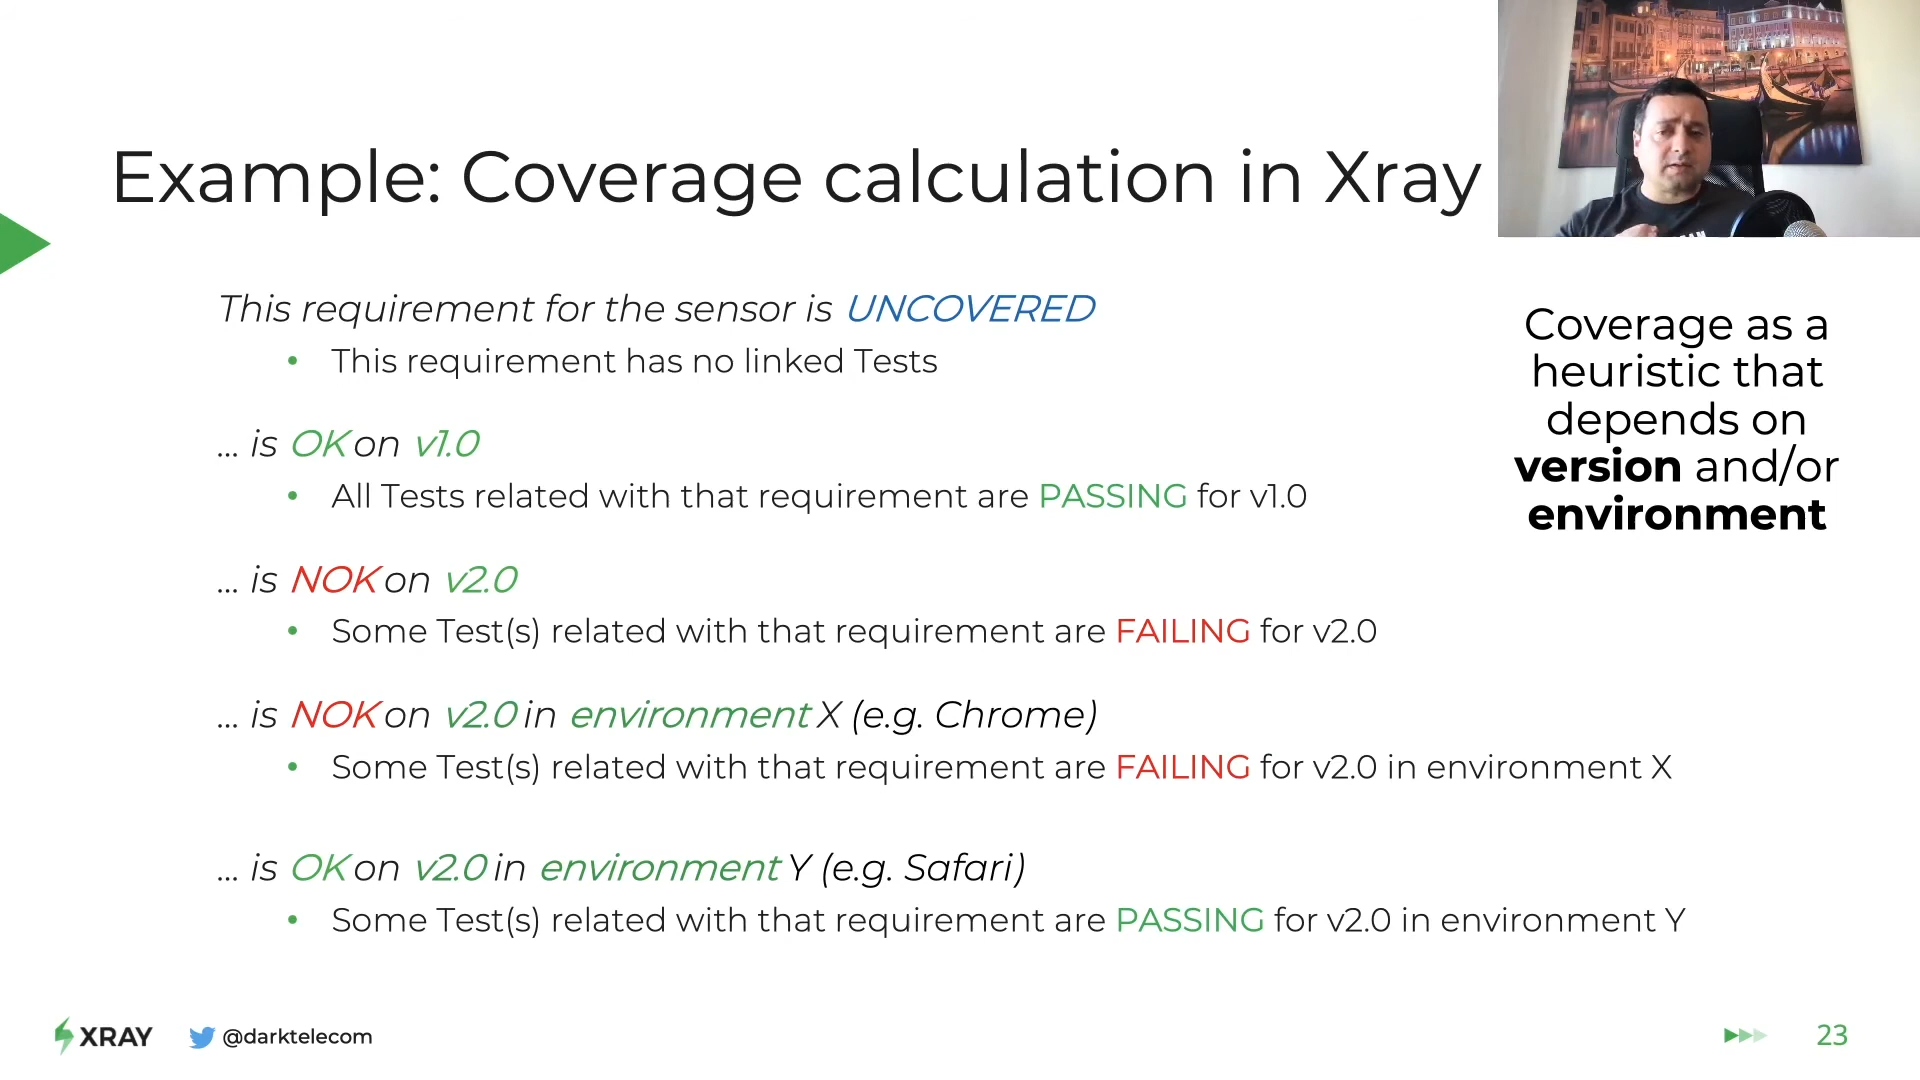 Example: Coverage calculation in Xray
This requirement for the sensor is UNCOVERED
• This requirement has no linked Tests
... is OK on v1.0
• All Tests related with that requirement are PASSING for v1.0
... is NOK on v2.0
• Some Test(s) related with that requirement are FAILING for v2.0
... is NOK on v2.0 in environment X (e.g. Chrome)
• Some Test(s) related with that requirement are FAILING for v2.0 in environment X
... is OK on v2.0 in environment Y (e.g. Safari)
• Some Test(s) related with that requirement are PASSING for v2.0 in environment Y
Coverage as a
heuristic that
depends on
version and/or
environment
XRAY
@darktelecom
23